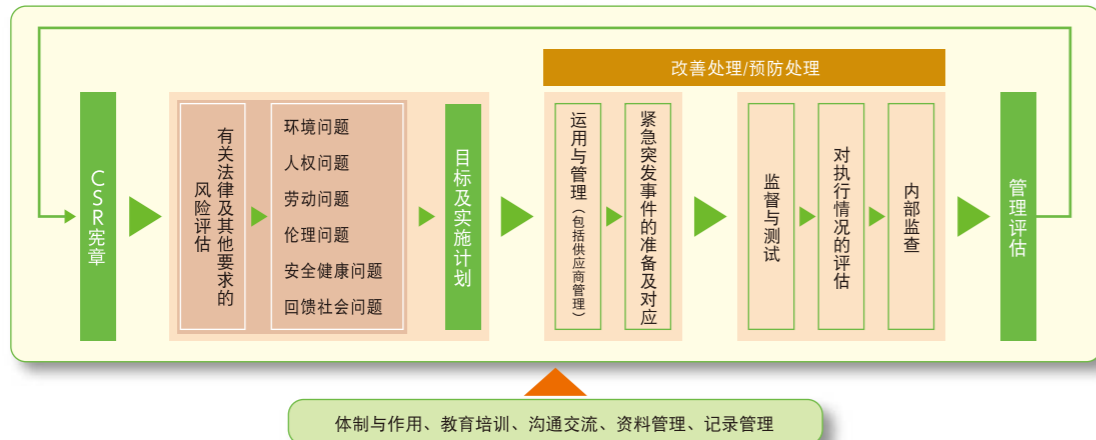 改善处理/预防处理
CSR宪章
有关法律及其他要求的
风险评估
环境问题
人权问题
劳动问题
伦理问题
安全健康问题
回馈社会问题
目标及实施计划
运用与管理（包括供应商管理）
紧急突发事件的准备及对应
监督与测试
对执行情况的评估
内部监查
管理评估
体制与作用、教育培训、沟通交流、资料管理、记录管理